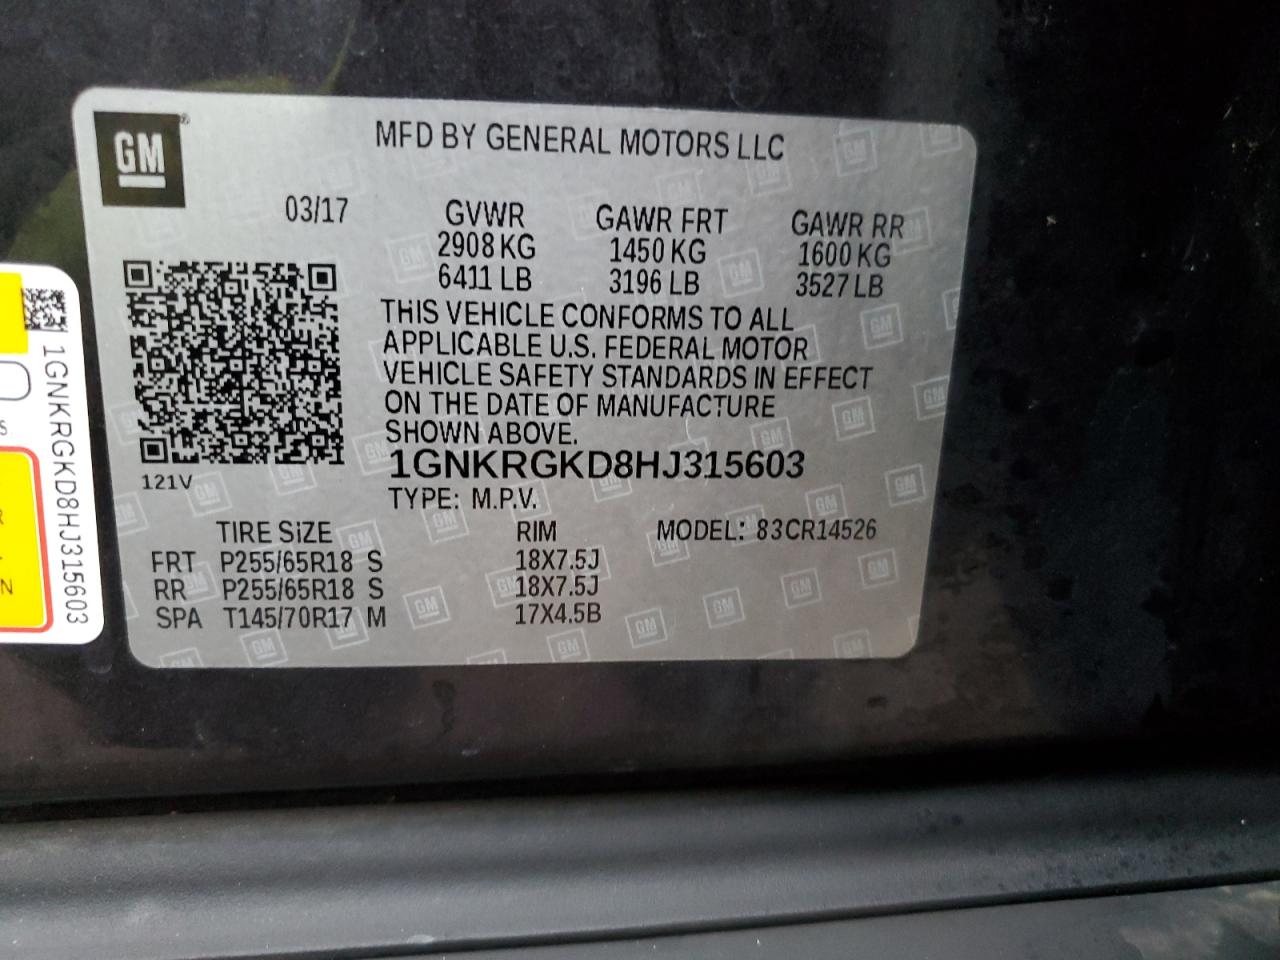 GM®
MFD BY GENERAL MOTORS LLC
03/17
GVWR GAWR FRT GAWR RR
2908 KG 1450 KG 1600 KG
6411 LB 3196 LB 3527 LB
THIS VEHICLE CONFORMS TO ALL
APPLICABLE U.S. FEDERAL MOTOR
VEHICLE SAFETY STANDARDS IN EFFECT
ON THE DATE OF MANUFACTURE
SHOWN ABOVE.
1GNKRGKD8HJ315603
121V
TYPE: M.P.V.
TIRE SIZE RIM MODEL: 83CR14526
FRT P255/65R18 S 18X7.5J
RR P255/65R18 S 18X7.5J
SPA T145/70R17 M 17X4.5B
1GNKRGKD8HJ315603
S
R
N